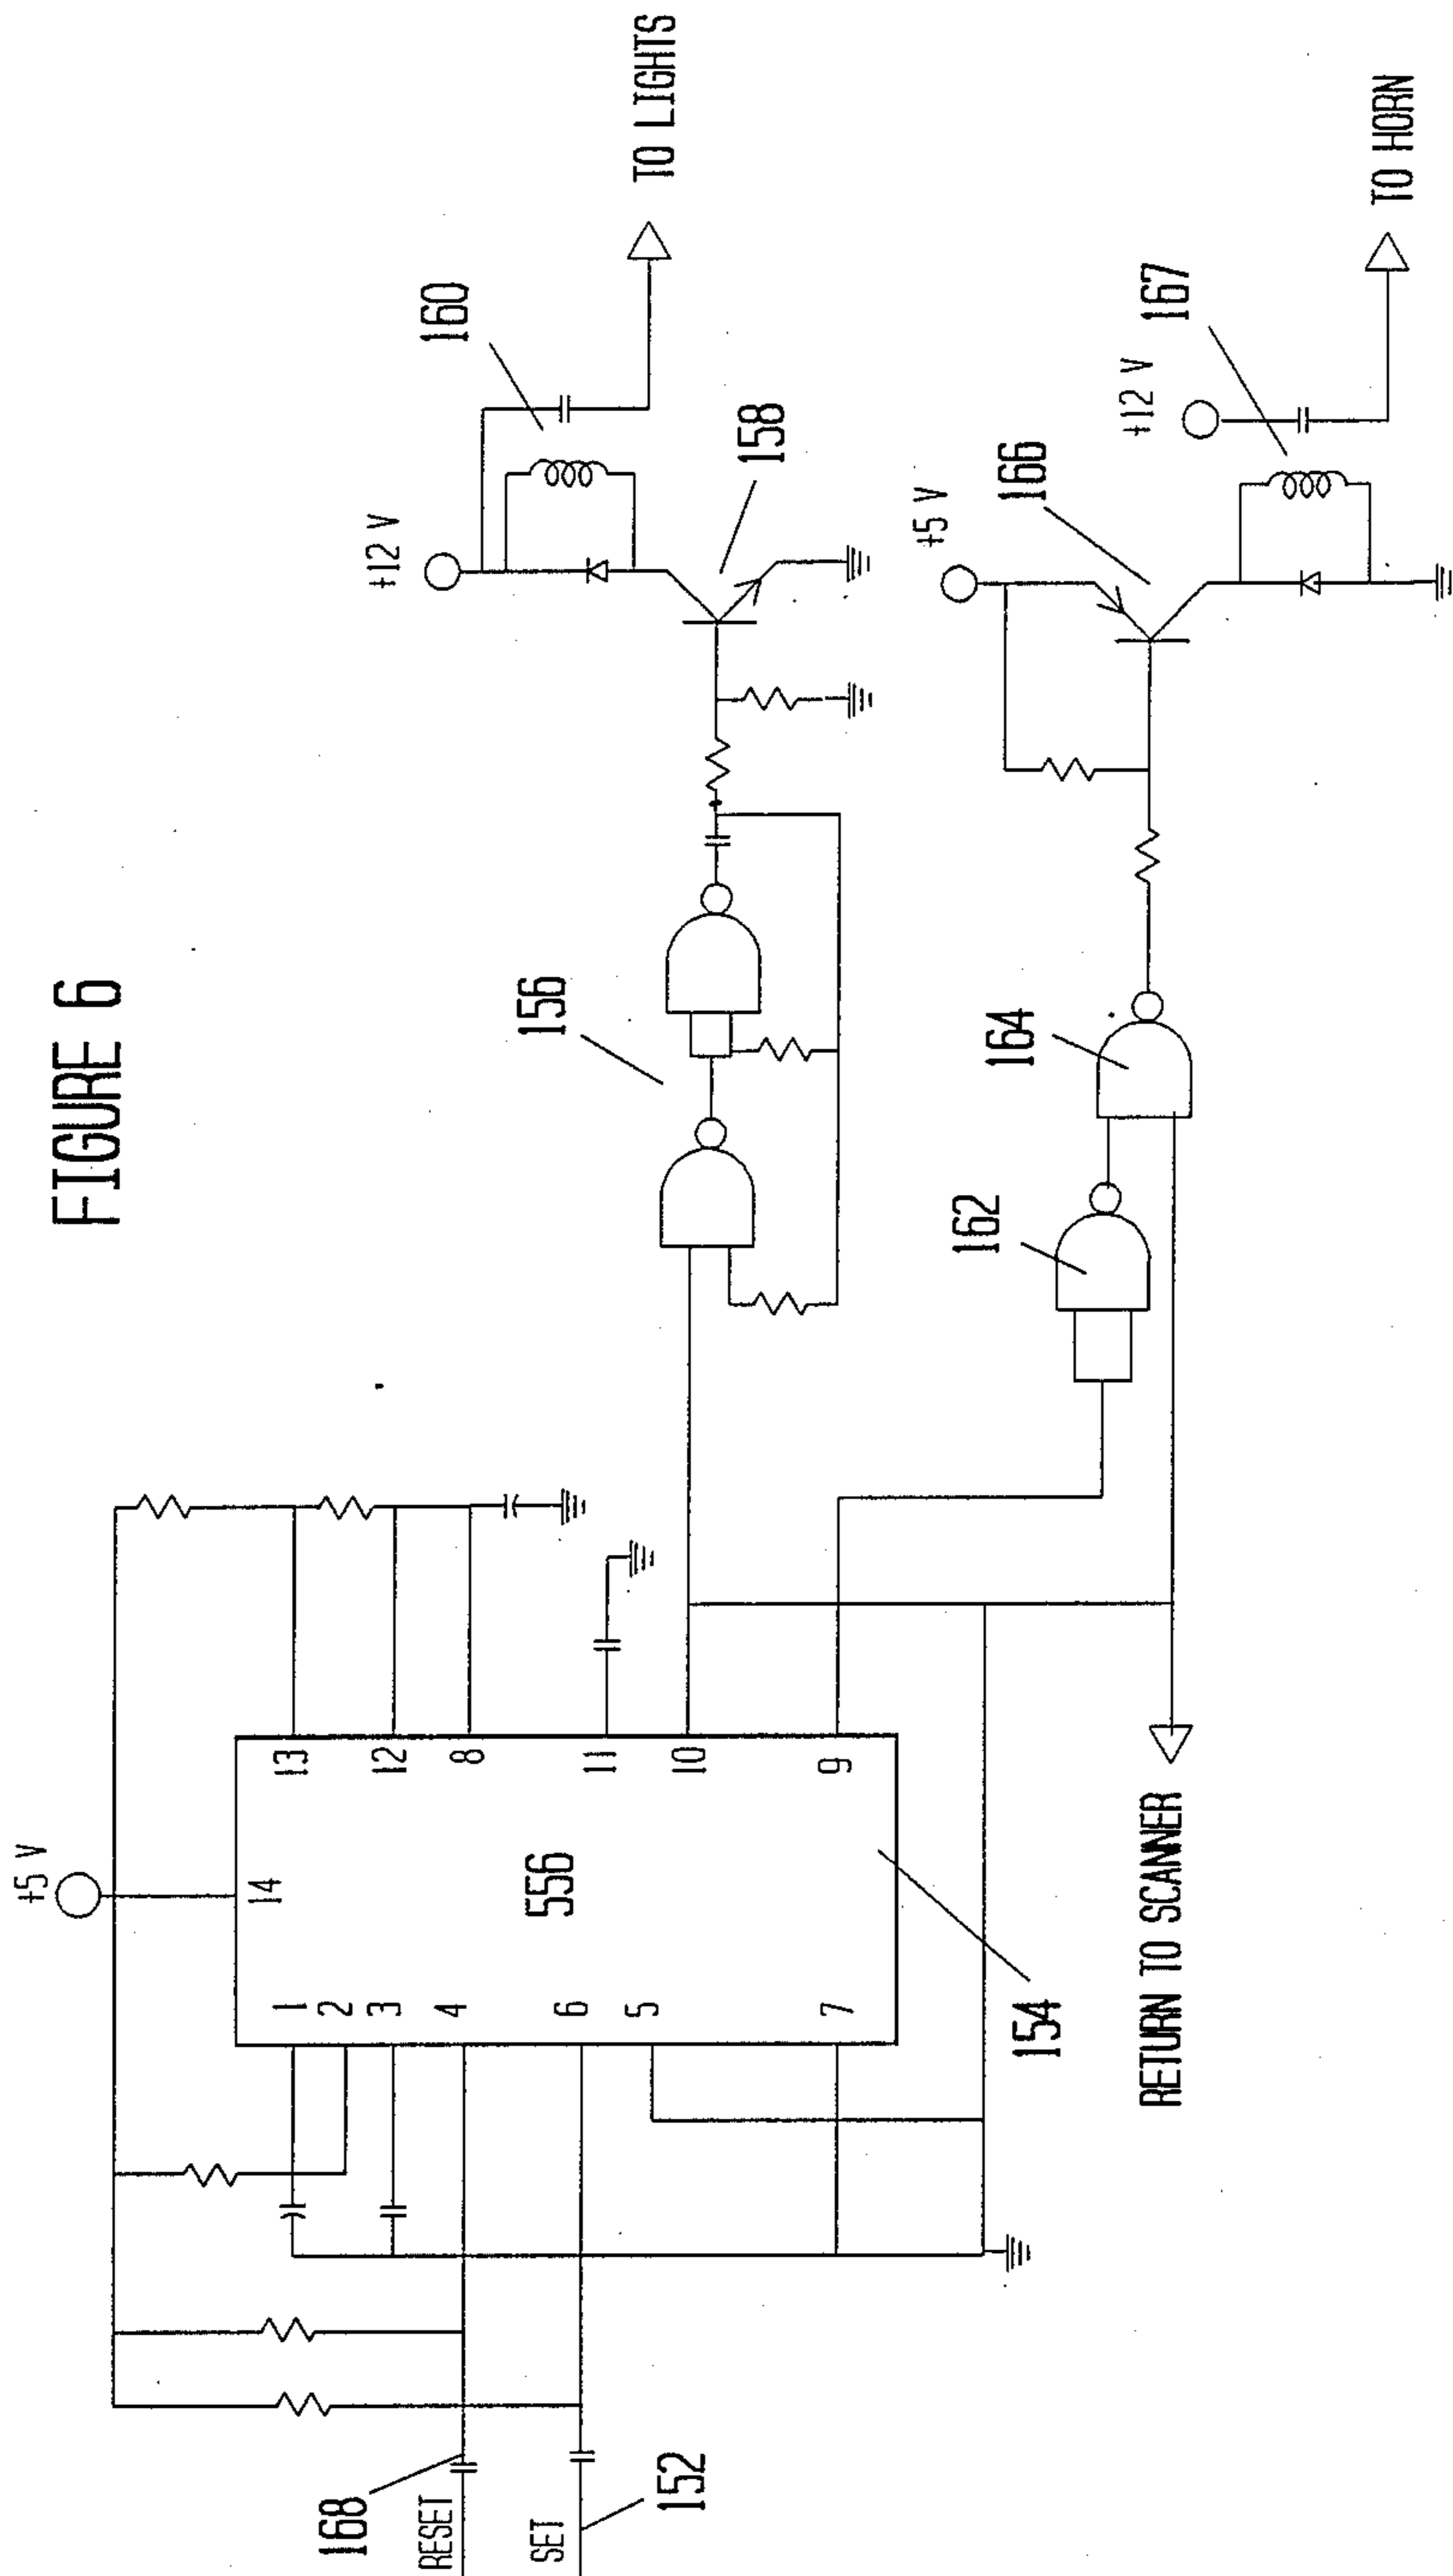 FIGURE 6
+5 V
14
1
2
3
4
6
5
7
13
12
8
11
10
9
556
154
168
RESET
SET
152
156
+12 V
160
158
TO LIGHTS
162
164
+5 V
166
+12 V
167
TO HORN
RETURN TO SCANNER